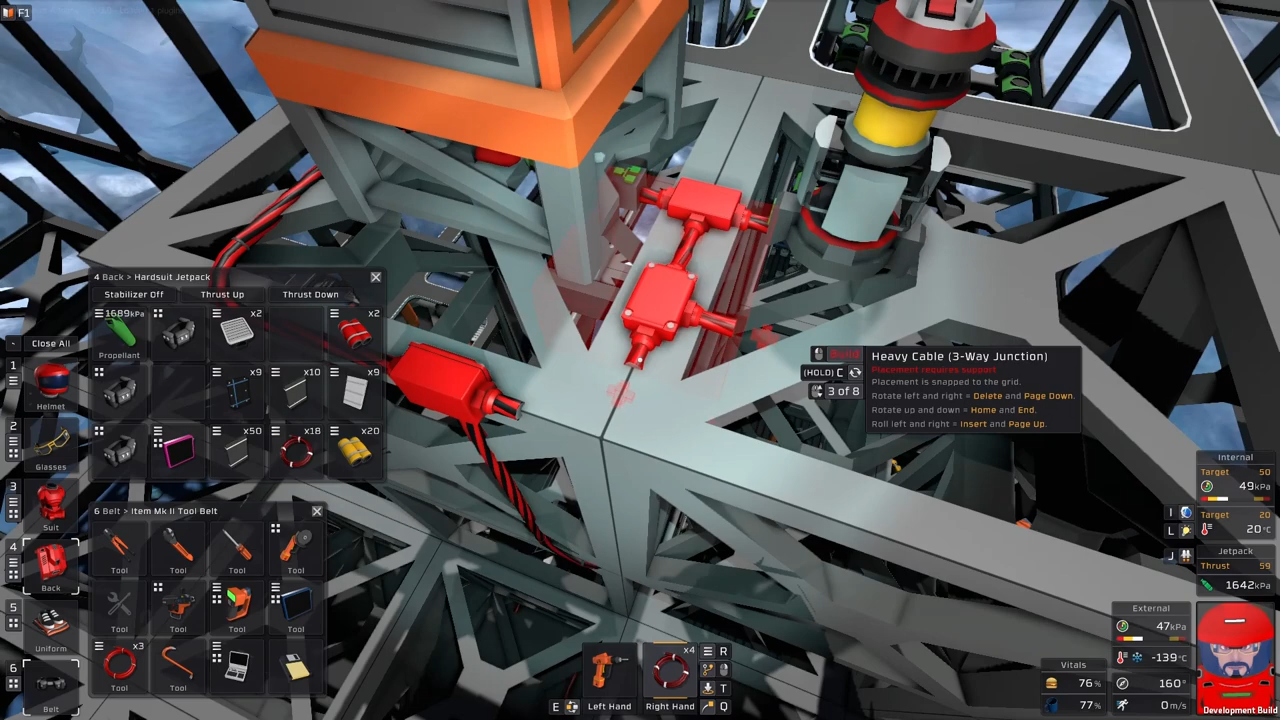 F1
4 Back > Hardsuit Jetpack
Stabilizer Off Thrust Up Thrust Down
1689kPa x2 x2
Propellant
x9 x10 x9
x50 x18 x20
Close All
1
Helmet
2
Glasses
3
Suit
4
Back
5
Uniform
6
Belt
6 Belt > Item Mk II Tool Belt
Tool Tool Tool Tool
Tool Tool Tool Tool
x3
Tool Tool
Build
(HOLD) C
3 of 8
Heavy Cable (3-Way Junction)
Placement requires support
Placement is snapped to the grid.
Rotate left and right = Delete and Page Down.
Rotate up and down = Home and End.
Roll left and right = Insert and Page Up.
x4
R
T
E Left Hand Right Hand Q
Internal
Target 50
49kPa
Target 20
I
L
20°C
Jetpack
J
Thrust 59
1642kPa
External
47kPa
-139°C
160°
0m/s
Vitals
76%
77%
Development Build